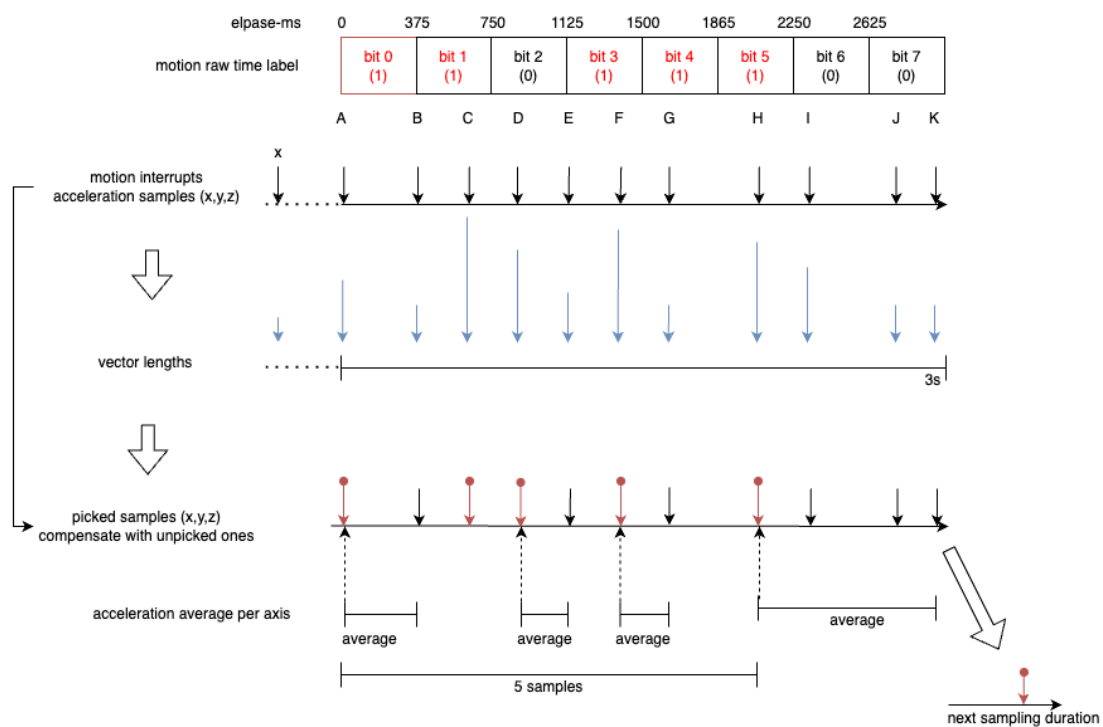 elpase-ms 0 375 750 1125 1500 1865 2250 2625
motion raw time label
bit 0 bit 1 bit 2 bit 3 bit 4 bit 5 bit 6 bit 7
(1) (1) (0) (1) (1) (1) (0) (0)
A B C D E F G H I J K
x
motion interrupts
acceleration samples (x,y,z)
vector lengths
3s
picked samples (x,y,z)
compensate with unpicked ones
acceleration average per axis
average average average average
5 samples
next sampling duration